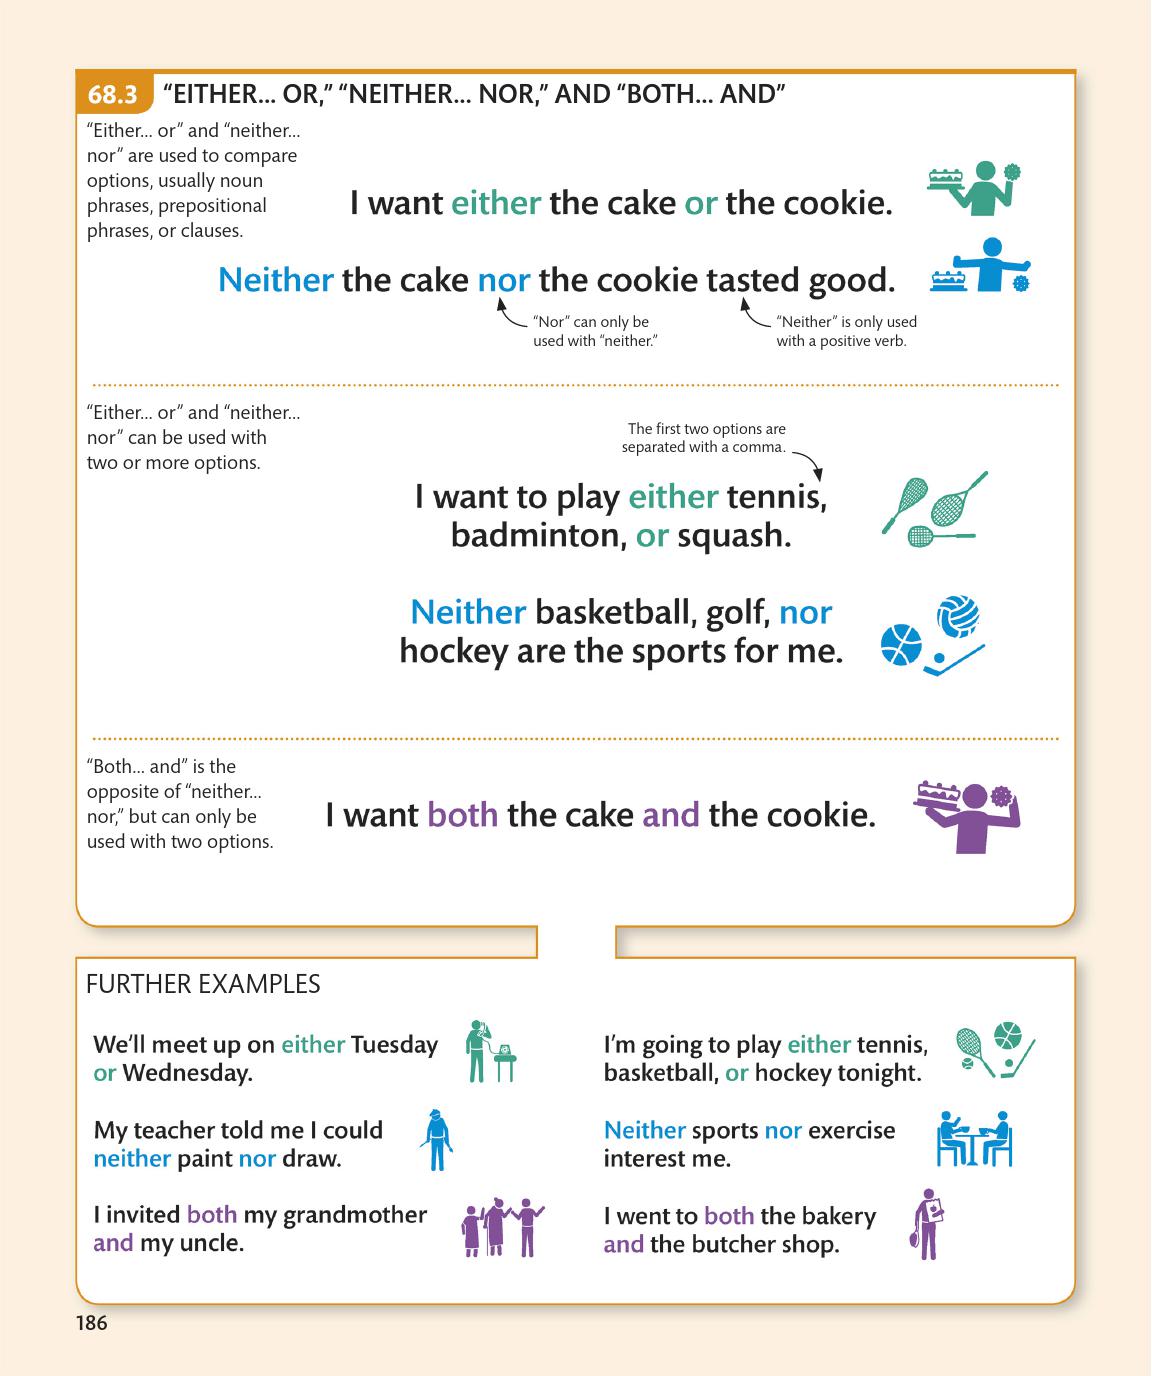 68.3 “EITHER... OR,” “NEITHER... NOR,” AND “BOTH... AND”
“Either... or” and “neither...
nor” are used to compare
options, usually noun
phrases, prepositional
phrases, or clauses.
I want either the cake or the cookie.
Neither the cake nor the cookie tasted good.
“Nor” can only be
used with “neither.”
“Neither” is only used
with a positive verb.
“Either... or” and “neither...
nor” can be used with
two or more options.
The first two options are
separated with a comma.
I want to play either tennis,
badminton, or squash.
Neither basketball, golf, nor
hockey are the sports for me.
“Both... and” is the
opposite of “neither...
nor,” but can only be
used with two options.
I want both the cake and the cookie.
FURTHER EXAMPLES
We’ll meet up on either Tuesday
or Wednesday.
I’m going to play either tennis,
basketball, or hockey tonight.
My teacher told me I could
neither paint nor draw.
Neither sports nor exercise
interest me.
I invited both my grandmother
and my uncle.
I went to both the bakery
and the butcher shop.
186